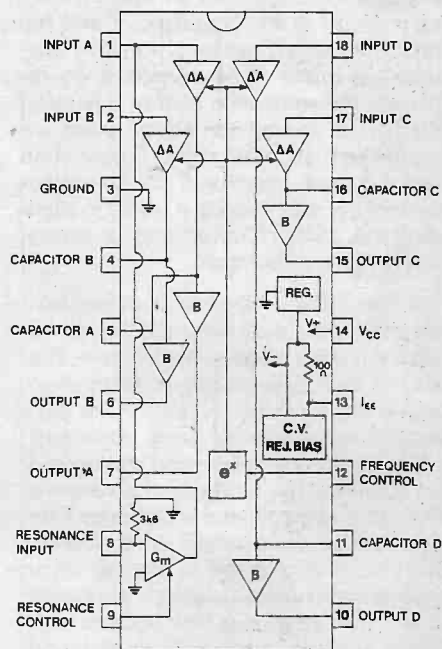 INPUT A 1
18 INPUT D
ΔA ΔA
INPUT B 2
17 INPUT C
ΔA ΔA
GROUND 3
16 CAPACITOR C
B
CAPACITOR B 4
15 OUTPUT C
REG.
B
V+
CAPACITOR A 5
14 VCC
V−
100Ω
B
OUTPUT B 6
13 IEE
C.V.
REJ. BIAS
OUTPUT A 7
eˣ
12 FREQUENCY
CONTROL
3k6
RESONANCE
INPUT 8
Gm
11 CAPACITOR D
B
RESONANCE
CONTROL 9
10 OUTPUT D